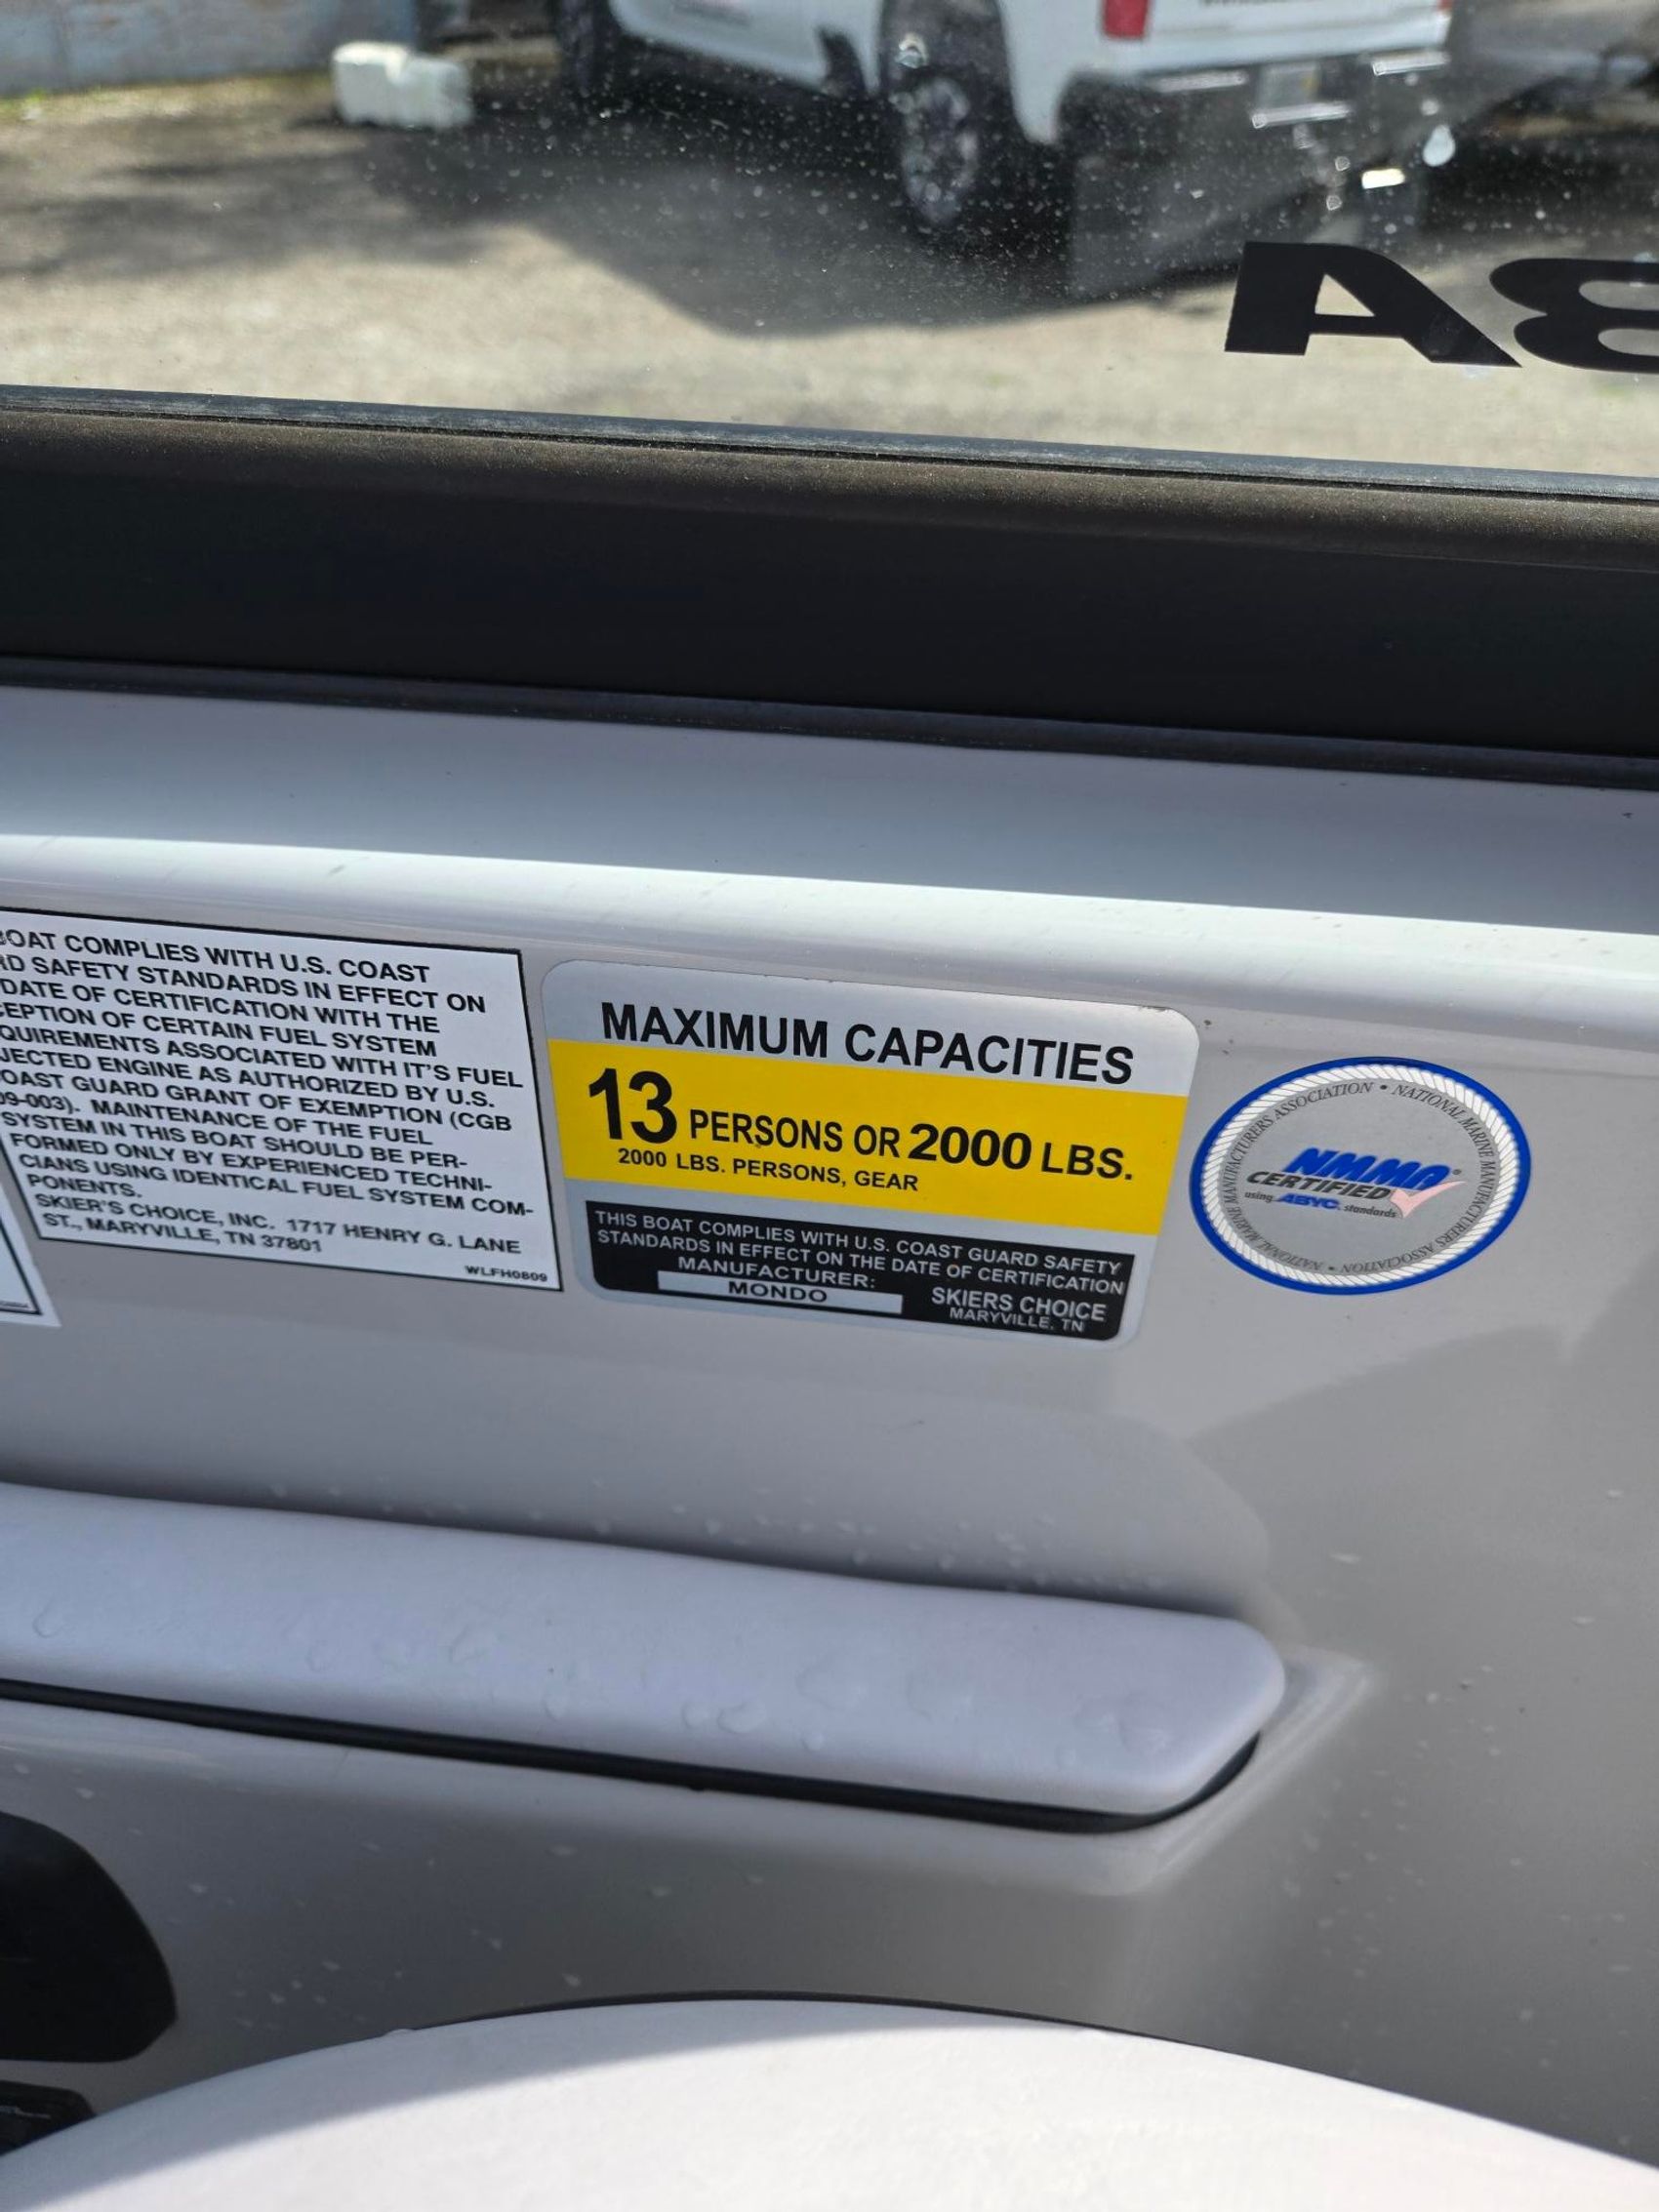 BOAT COMPLIES WITH U.S. COAST
RD SAFETY STANDARDS IN EFFECT ON
DATE OF CERTIFICATION WITH THE
CEPTION OF CERTAIN FUEL SYSTEM
QUIREMENTS ASSOCIATED WITH IT'S FUEL
JECTED ENGINE AS AUTHORIZED BY U.S.
OAST GUARD GRANT OF EXEMPTION (CGB
09-003). MAINTENANCE OF THE FUEL
SYSTEM IN THIS BOAT SHOULD BE PER-
FORMED ONLY BY EXPERIENCED TECHNI-
CIANS USING IDENTICAL FUEL SYSTEM COM-
PONENTS.
SKIER'S CHOICE, INC. 1717 HENRY G. LANE
ST., MARYVILLE, TN 37801
WLFH0809
MAXIMUM CAPACITIES
13 PERSONS OR 2000 LBS.
2000 LBS. PERSONS, GEAR
THIS BOAT COMPLIES WITH U.S. COAST GUARD SAFETY
STANDARDS IN EFFECT ON THE DATE OF CERTIFICATION
MANUFACTURER:
MONDO
SKIERS CHOICE
MARYVILLE, TN
NATIONAL MARINE MANUFACTURERS ASSOCIATION • NATIONAL MARINE MANUFACTURERS ASSOCIATION •
NMMA®
CERTIFIED
using ABYC. standards